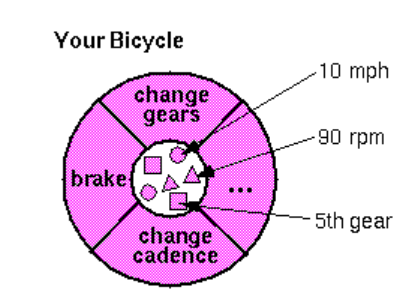 Your Bicycle
10 mph
change
gears
90 rpm
brake
...
5th gear
change
cadence